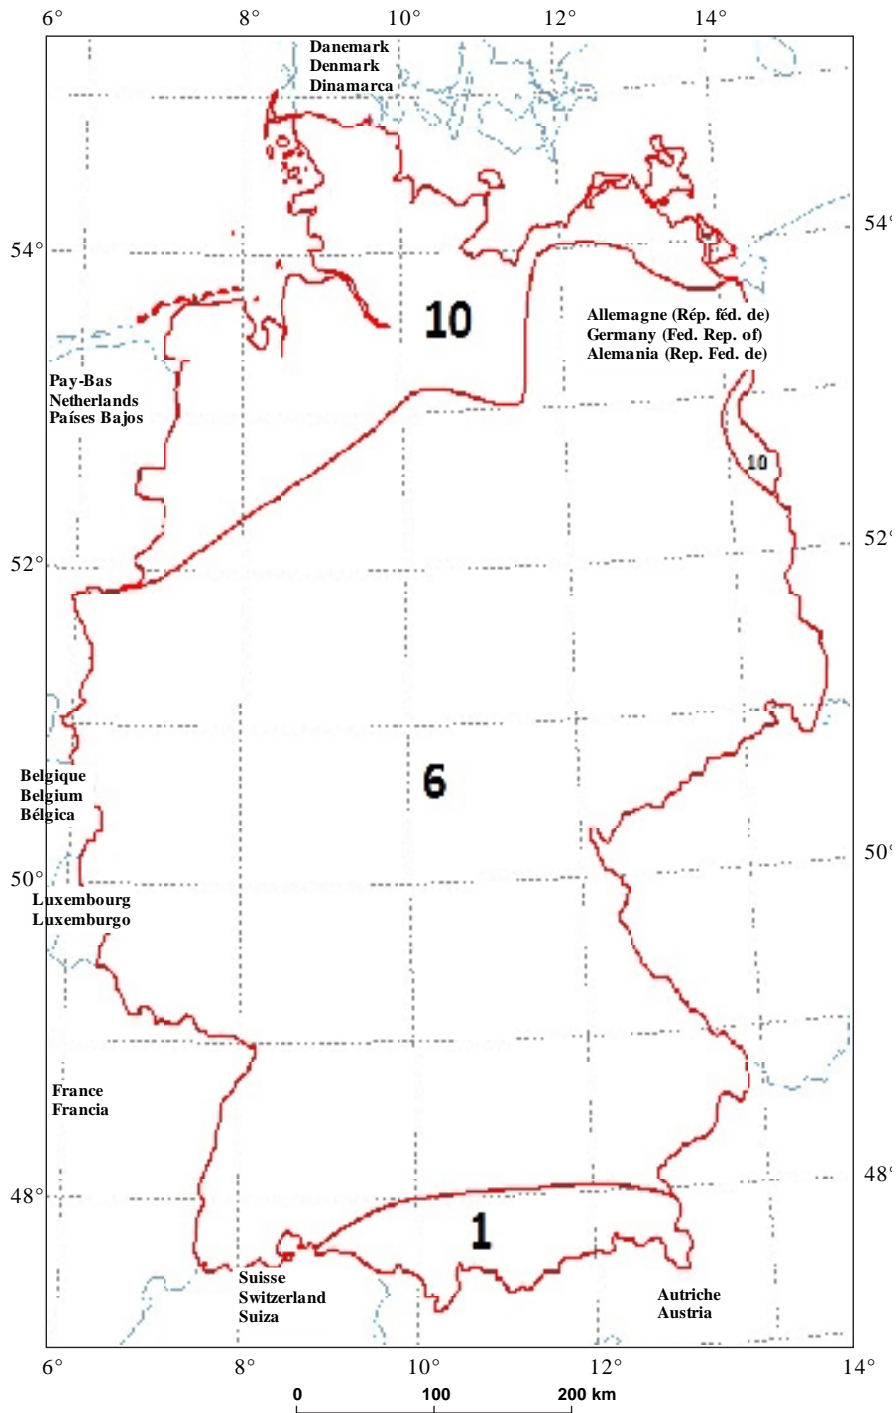 6° 8° 10° 12° 14°
Danemark
Denmark
Dinamarca
54° 54°
10
Allemagne (Rép. féd. de)
Germany (Fed. Rep. of)
Alemania (Rep. Fed. de)
Pay-Bas
Netherlands
Países Bajos
10
52° 52°
6
Belgique
Belgium
Bélgica
50° 50°
Luxembourg
Luxemburgo
France
Francia
48° 48°
1
Suisse
Switzerland
Suiza
Autriche
Austria
6° 8° 10° 12° 14°
0 100 200 km